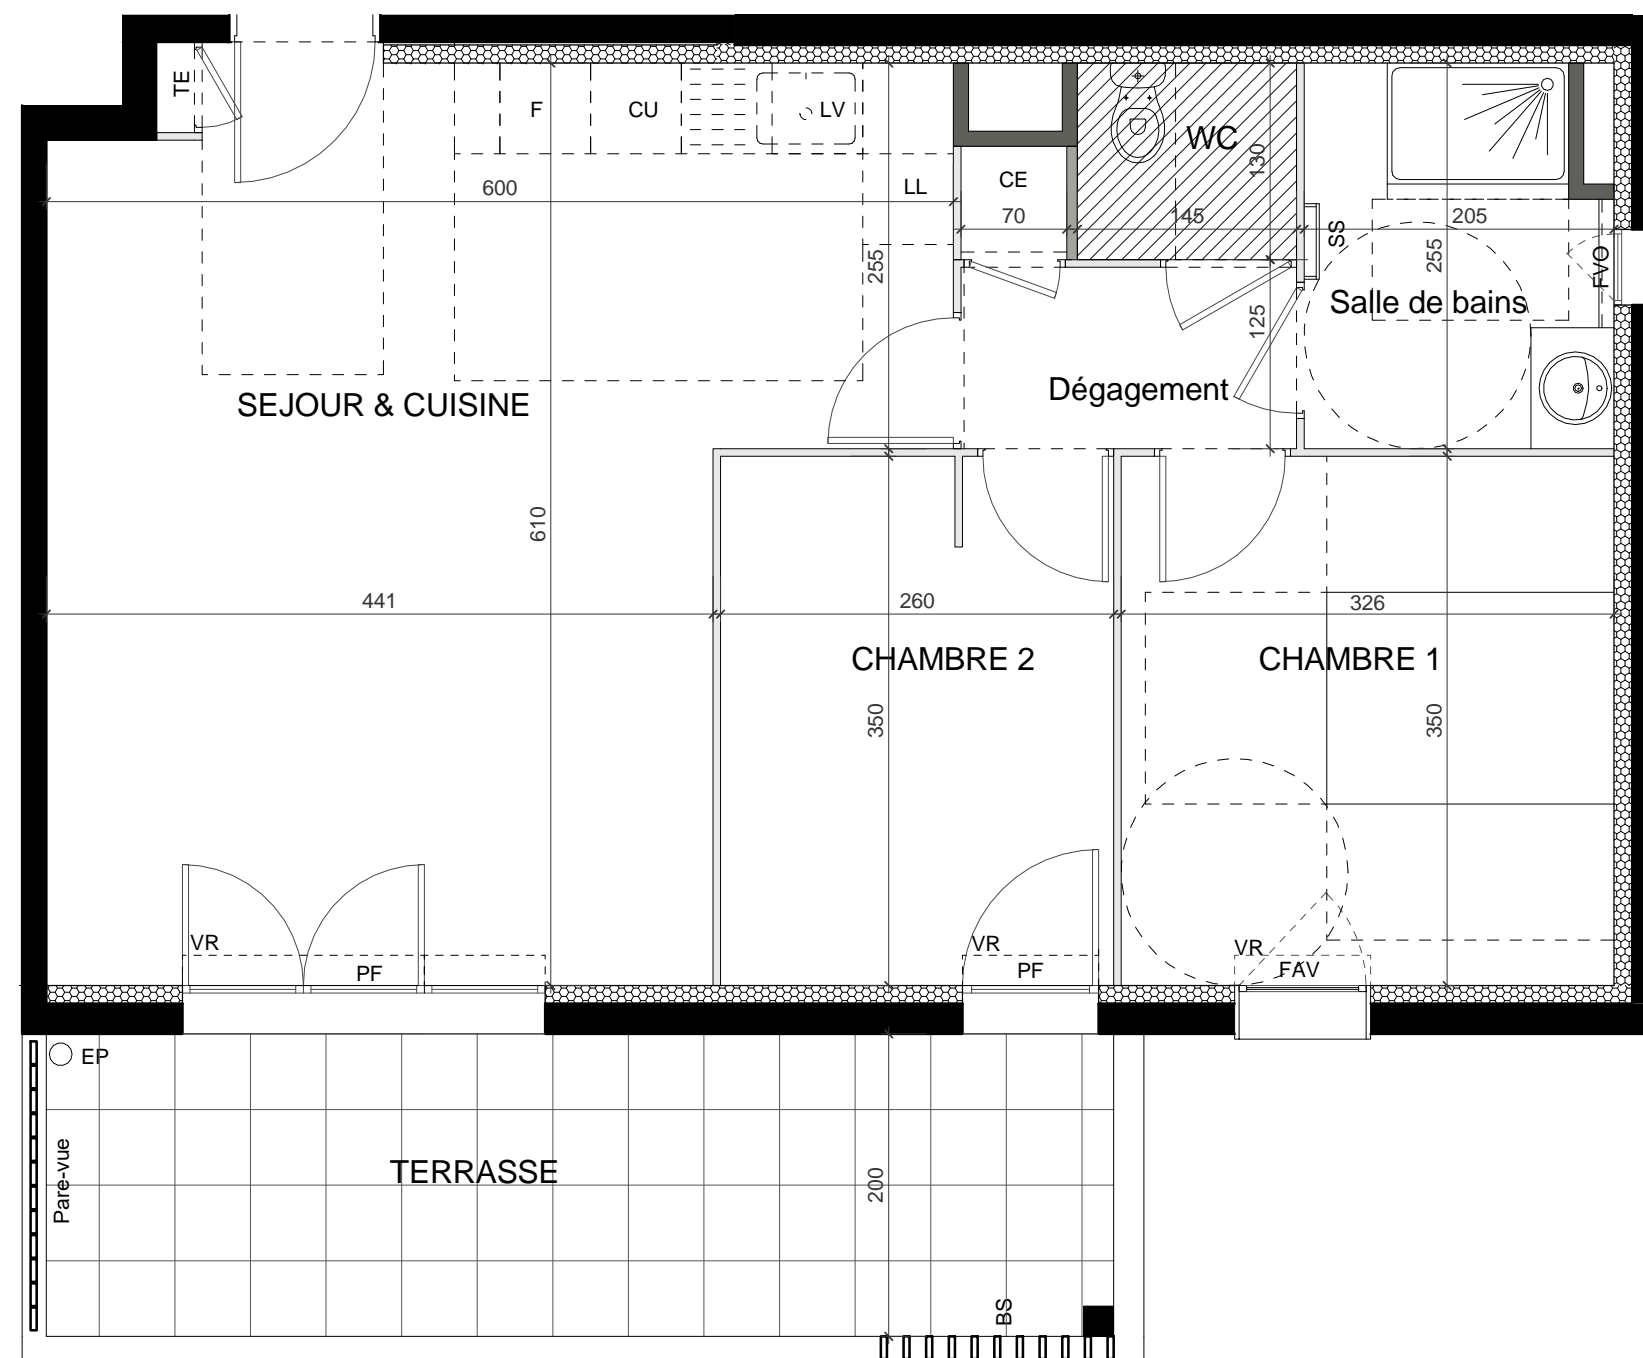 TE
F
CU
LV
WC
130
CE
LL
600
70
145
205
SS
255
255
FVO
Salle de bains
125
Dégagement
SEJOUR & CUISINE
610
441
260
326
CHAMBRE 2
CHAMBRE 1
350
350
VR
PF
VR
PF
VR
FAV
EP
Pare-vue
TERRASSE
200
BS